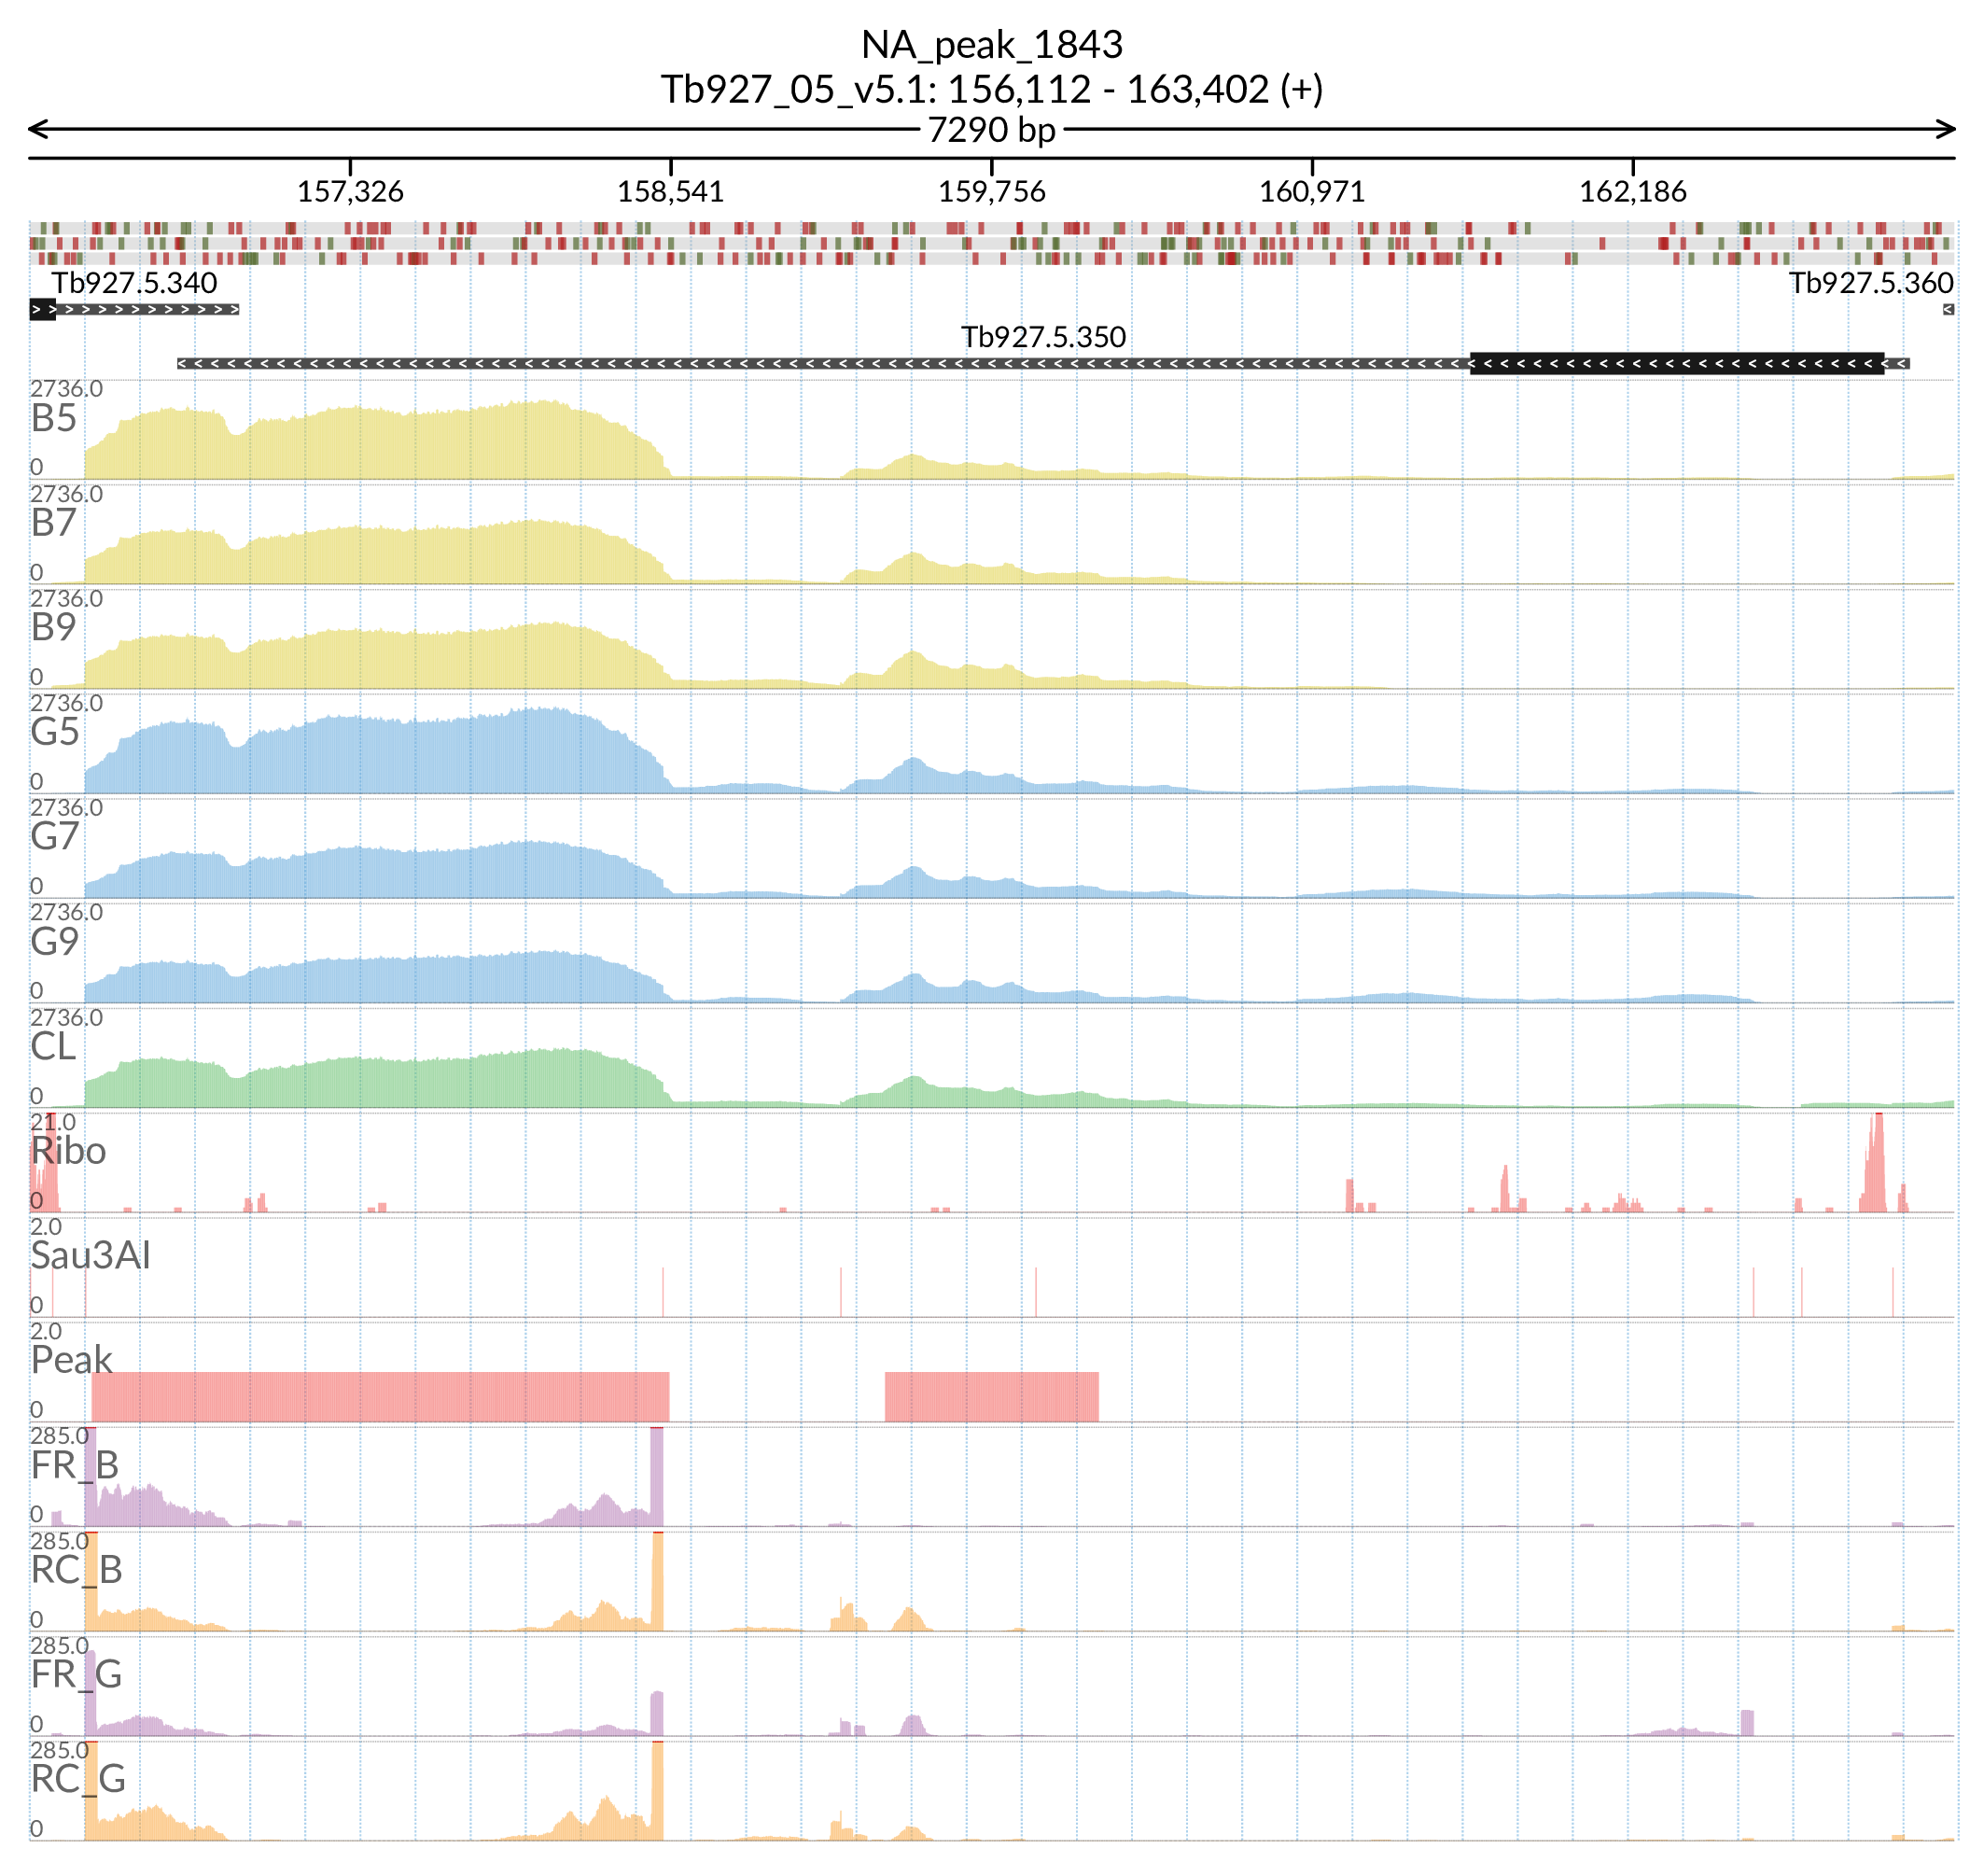 NA_peak_1843
Tb927_05_v5.1: 156,112 - 163,402 (+)
7290 bp
157,326 158,541 159,756 160,971 162,186
Tb927.5.340 Tb927.5.360
Tb927.5.350
2736.0
B5
0
2736.0
B7
0
2736.0
B9
0
2736.0
G5
0
2736.0
G7
0
2736.0
G9
0
2736.0
CL
0
21.0
Ribo
0
2.0
Sau3AI
0
2.0
Peak
0
285.0
FR_B
0
285.0
RC_B
0
285.0
FR_G
0
285.0
RC_G
0